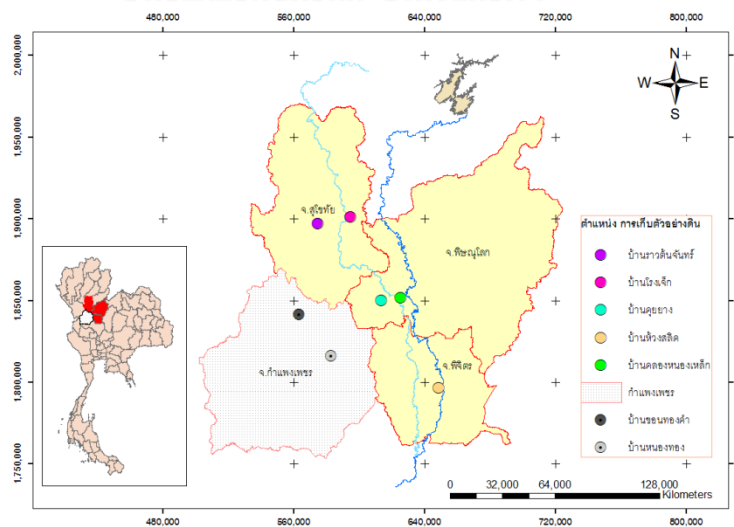 480,000 560,000 640,000 720,000 800,000
2,000,000
1,950,000
1,900,000
1,850,000
1,800,000
1,750,000
N
W E
S
จ.สุโขทัย
จ.พิษณุโลก
จ.กำแพงเพชร
จ.พิจิตร
ตำแหน่ง การเก็บตัวอย่างดิน
บ้านราวต้นจันทร์
บ้านโรงเจ็ก
บ้านคุยยาง
บ้านห้วงสลิด
บ้านคลองหนองเหล็ก
กำแพงเพชร
บ้านขอนทองคำ
บ้านหนองทอง
0 32,000 64,000 128,000
Kilometers
480,000 560,000 640,000 720,000 800,000